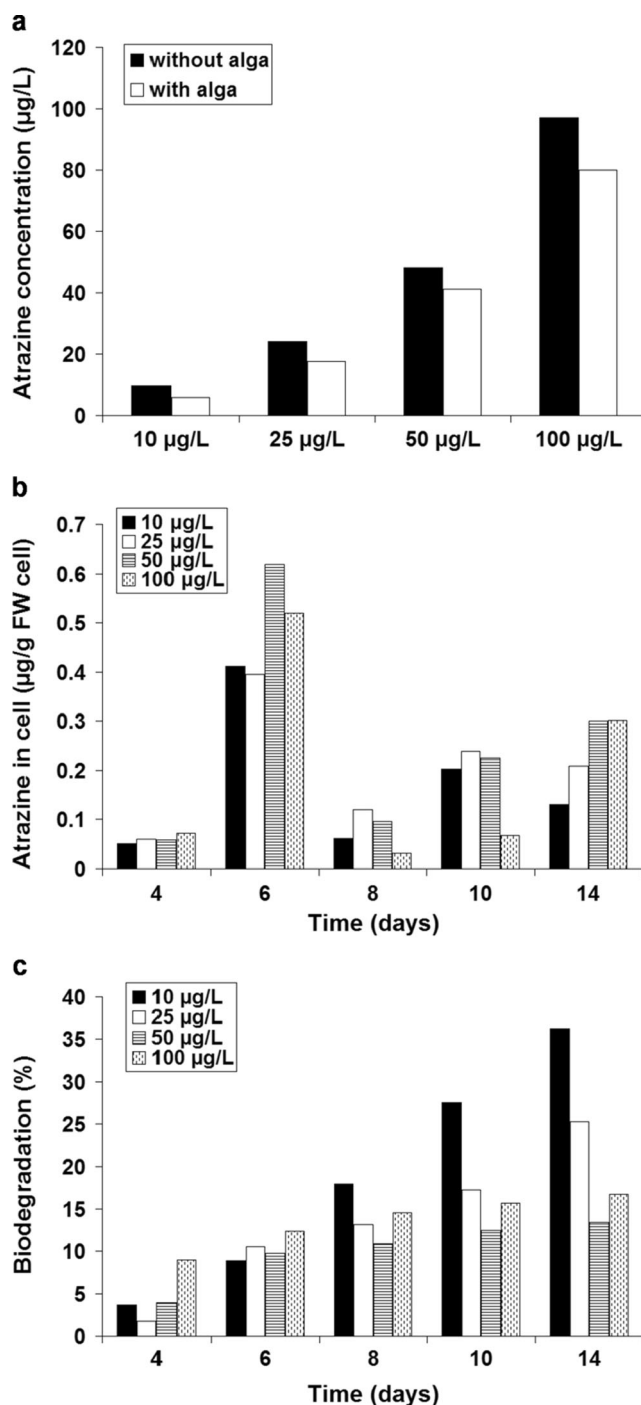 a
Atrazine concentration (µg/L)
without alga
with alga
120
100
80
60
40
20
0
10 µg/L 25 µg/L 50 µg/L 100 µg/L
b
Atrazine in cell (µg/g FW cell)
10 µg/L
25 µg/L
50 µg/L
100 µg/L
0.7
0.6
0.5
0.4
0.3
0.2
0.1
0
4 6 8 10 14
Time (days)
c
Biodegradation (%)
10 µg/L
25 µg/L
50 µg/L
100 µg/L
40
35
30
25
20
15
10
5
0
4 6 8 10 14
Time (days)